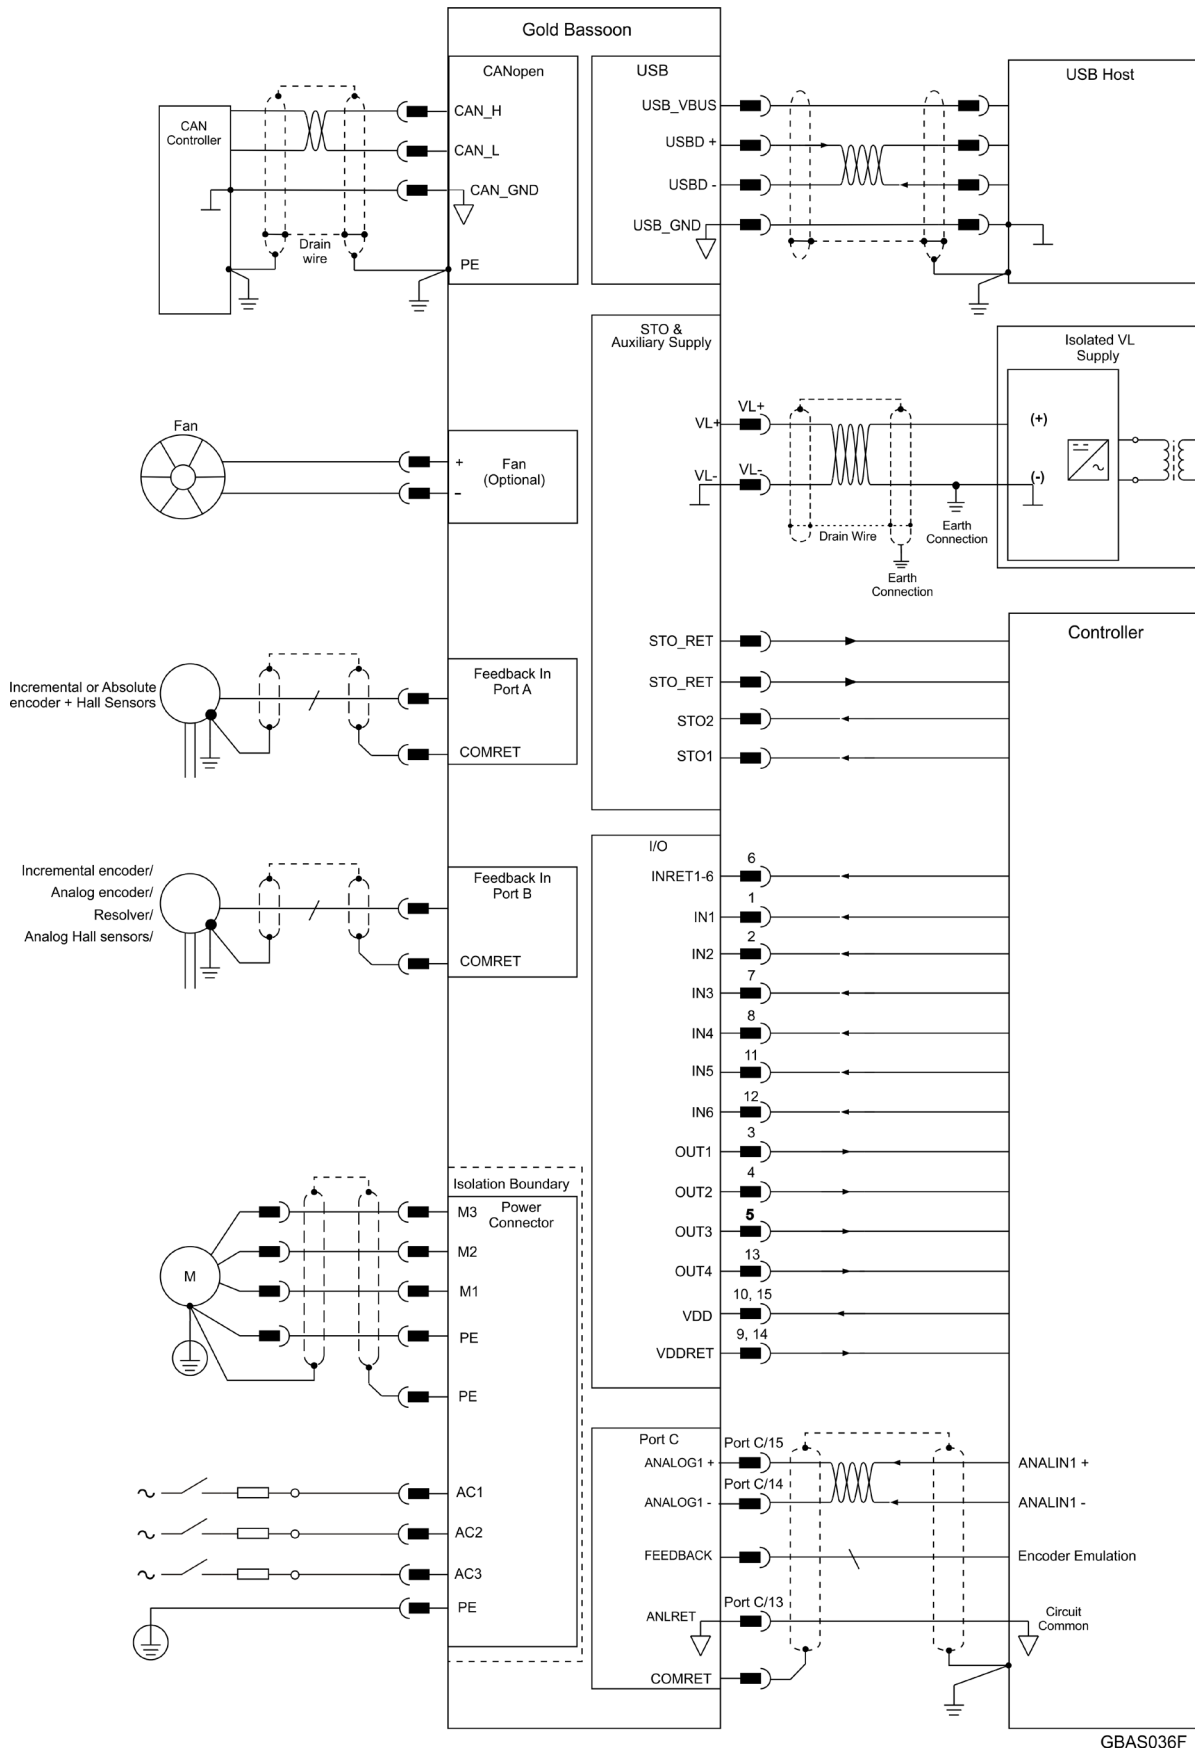 Gold Bassoon
CANopen
CAN
Controller
CAN_H
CAN_L
CAN_GND
Drain
wire
PE
USB
USB_VBUS
USBD +
USBD -
USB_GND
USB Host
STO &
Auxiliary Supply
VL+
VL+
VL-
VL-
Drain Wire
Earth
Connection
Earth
Connection
Isolated VL
Supply
(+)
(-)
Fan
+
-
Fan
(Optional)
STO_RET
STO_RET
STO2
STO1
Controller
Incremental or Absolute
encoder + Hall Sensors
Feedback In
Port A
COMRET
Incremental encoder/
Analog encoder/
Resolver/
Analog Hall sensors/
Feedback In
Port B
COMRET
I/O
INRET1-6
6
IN1
1
IN2
2
IN3
7
IN4
8
IN5
11
IN6
12
OUT1
3
OUT2
4
OUT3
5
OUT4
13
VDD
10, 15
VDDRET
9, 14
Isolation Boundary
Power
Connector
M
M3
M2
M1
PE
PE
AC1
AC2
AC3
PE
Port C
ANALOG1 +
Port C/15
ANALIN1 +
ANALOG1 -
Port C/14
ANALIN1 -
FEEDBACK
Encoder Emulation
ANLRET
Port C/13
Circuit
Common
COMRET
GBAS036F